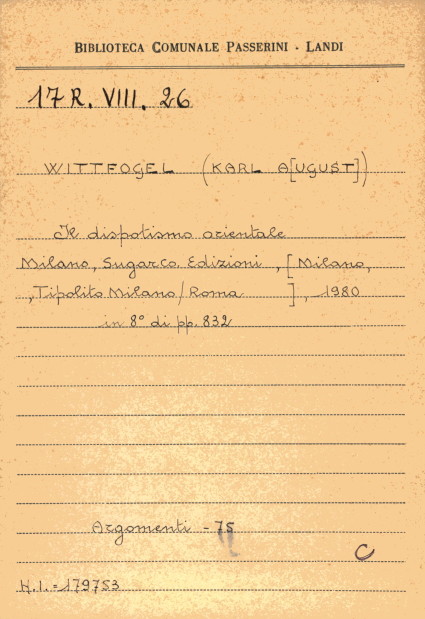 BIBLIOTECA COMUNALE PASSERINI - LANDI
17 R. VIII. 26
WITTFOGEL (KARL A[UGUST])
Il dispotismo orientale
Milano, Sugarco Edizioni, [Milano,
Tipolito Milano/Roma ], 1980
in 8° di pp. 832
Argomenti - 75
C
N.I. = 179753